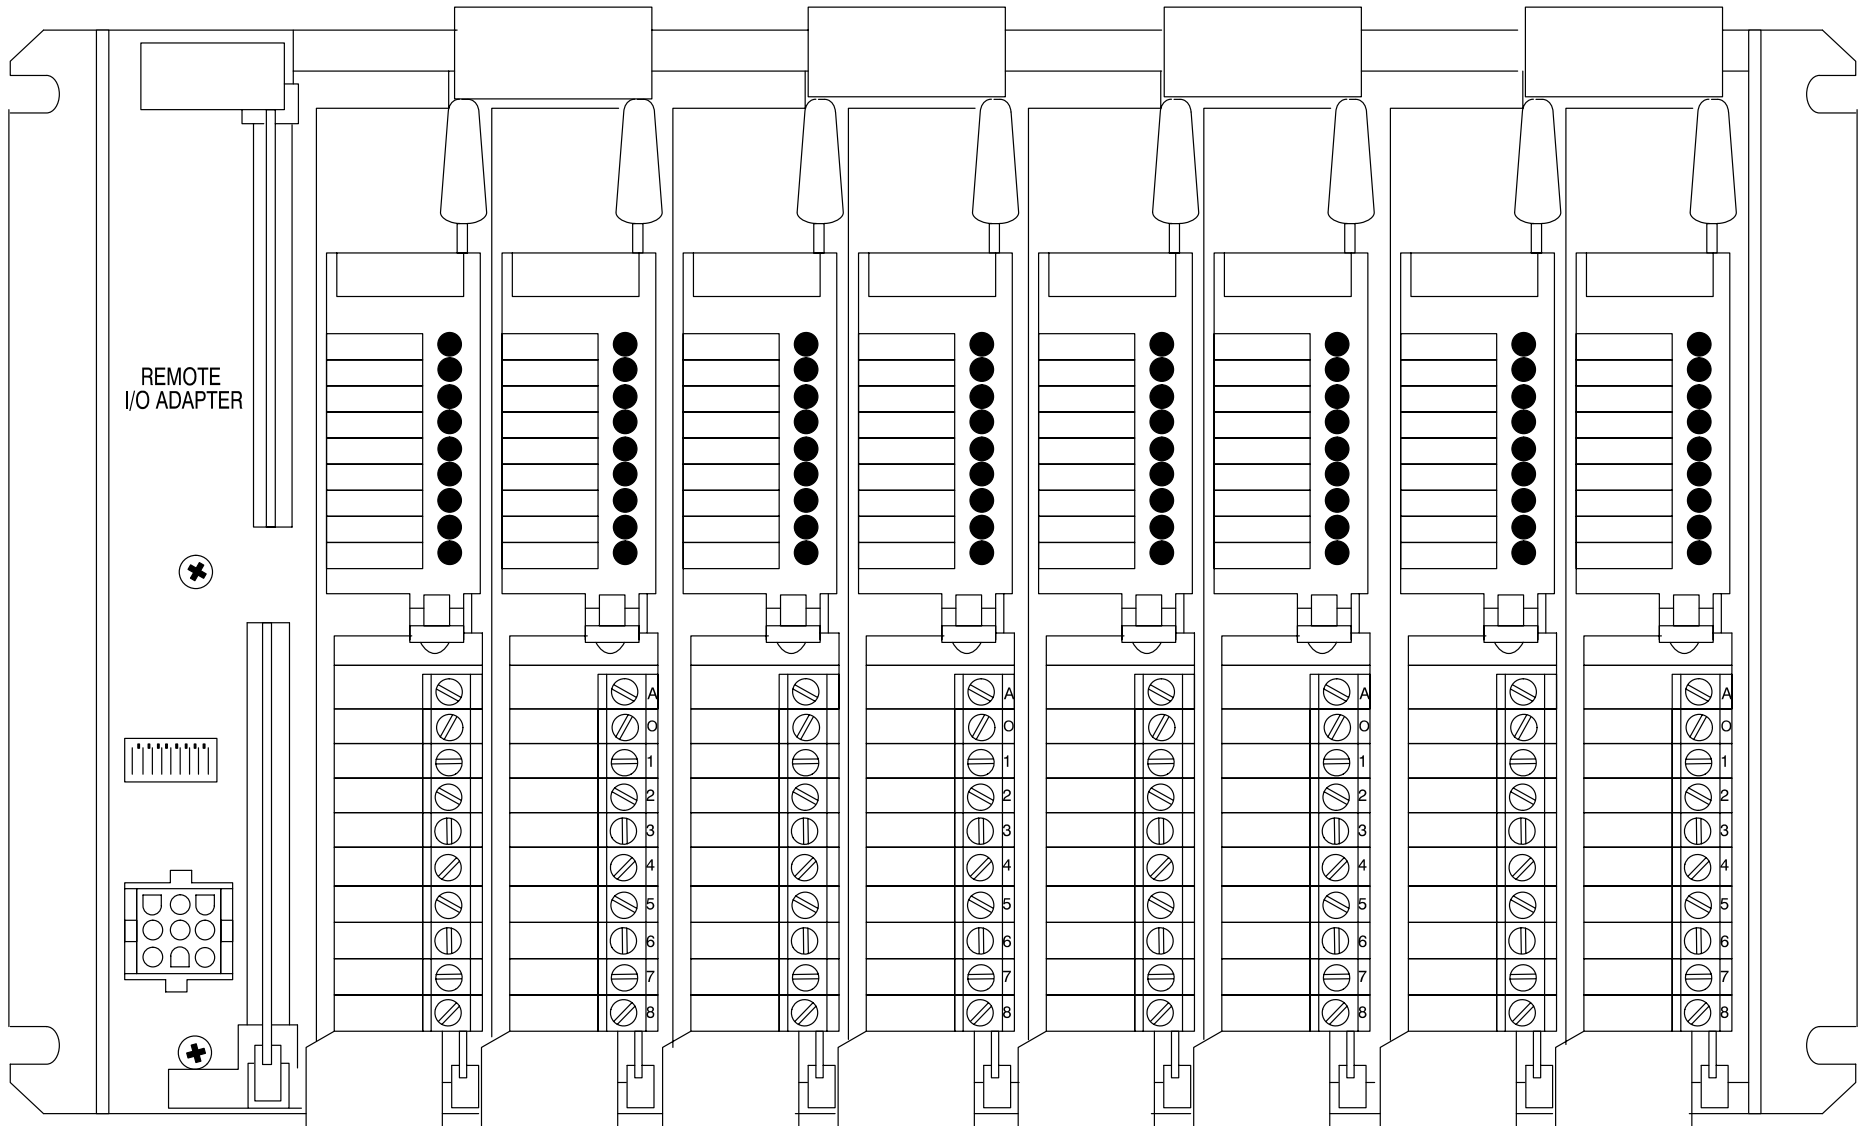 REMOTE
I/O ADAPTER
A A A A
O O O O
1 1 1 1
2 2 2 2
3 3 3 3
4 4 4 4
5 5 5 5
6 6 6 6
7 7 7 7
8 8 8 8